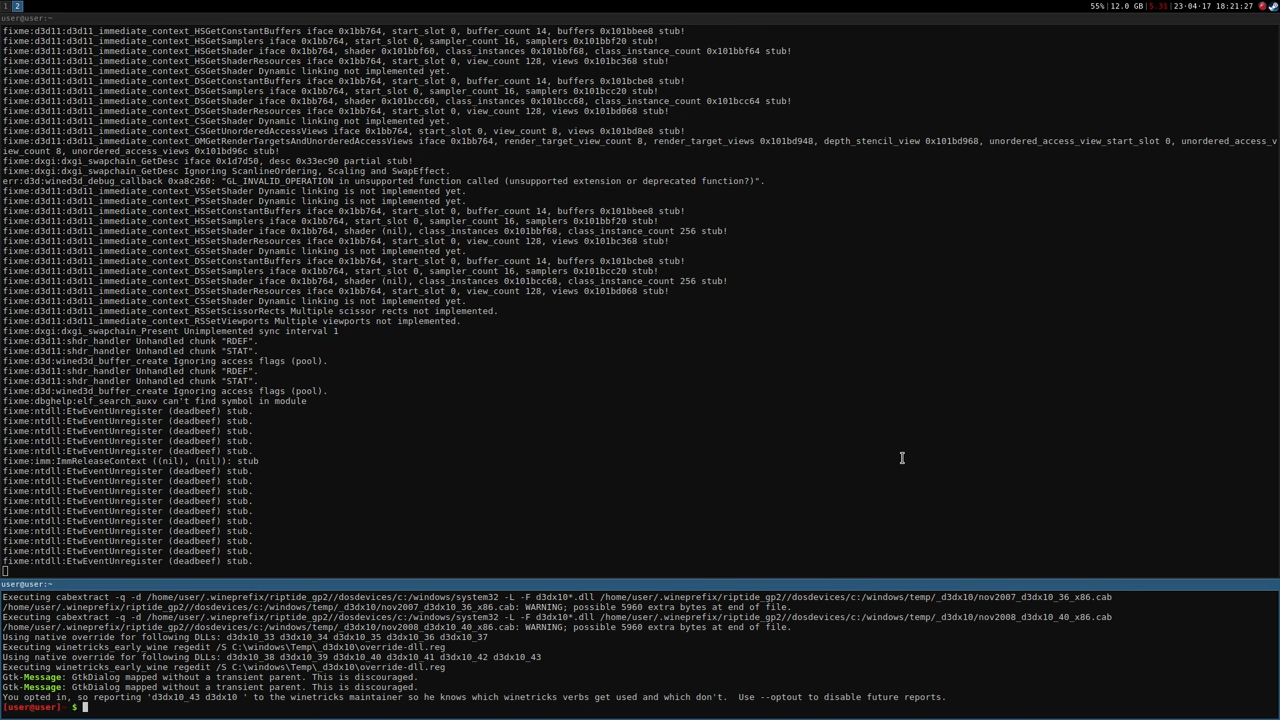 1 2 55%|12.0 GB|5.31|23-04-17|18:21:27
user@user:~
fixme:d3d11:d3d11_immediate_context_HSGetConstantBuffers iface 0x1bb764, start_slot 0, buffer_count 14, buffers 0x101bbee8 stub!
fixme:d3d11:d3d11_immediate_context_HSGetSamplers iface 0x1bb764, start_slot 0, sampler_count 16, samplers 0x101bbf20 stub!
fixme:d3d11:d3d11_immediate_context_HSGetShader iface 0x1bb764, shader 0x101bbf60, class_instances 0x101bbf68, class_instance_count 0x101bbf64 stub!
fixme:d3d11:d3d11_immediate_context_HSGetShaderResources iface 0x1bb764, start_slot 0, view_count 128, views 0x101bc368 stub!
fixme:d3d11:d3d11_immediate_context_GSGetShader Dynamic linking not implemented yet.
fixme:d3d11:d3d11_immediate_context_DSGetConstantBuffers iface 0x1bb764, start_slot 0, buffer_count 14, buffers 0x101bcbe8 stub!
fixme:d3d11:d3d11_immediate_context_DSGetSamplers iface 0x1bb764, start_slot 0, sampler_count 16, samplers 0x101bcc20 stub!
fixme:d3d11:d3d11_immediate_context_DSGetShader iface 0x1bb764, shader 0x101bcc60, class_instances 0x101bcc68, class_instance_count 0x101bcc64 stub!
fixme:d3d11:d3d11_immediate_context_DSGetShaderResources iface 0x1bb764, start_slot 0, view_count 128, views 0x101bd068 stub!
fixme:d3d11:d3d11_immediate_context_CSGetShader Dynamic linking not implemented yet.
fixme:d3d11:d3d11_immediate_context_CSGetUnorderedAccessViews iface 0x1bb764, start_slot 0, view_count 8, views 0x101bd8e8 stub!
fixme:d3d11:d3d11_immediate_context_OMGetRenderTargetsAndUnorderedAccessViews iface 0x1bb764, render_target_view_count 8, render_target_views 0x101bd948, depth_stencil_view 0x101bd968, unordered_access_view_start_slot 0, unordered_access_v
iew_count 8, unordered_access_views 0x101bd96c stub!
fixme:dxgi:dxgi_swapchain_GetDesc iface 0x1d7d50, desc 0x33ec90 partial stub!
fixme:dxgi:dxgi_swapchain_GetDesc Ignoring ScanlineOrdering, Scaling and SwapEffect.
err:d3d:wined3d_debug_callback 0xa8c260: "GL_INVALID_OPERATION in unsupported function called (unsupported extension or deprecated function?)".
fixme:d3d11:d3d11_immediate_context_VSSetShader Dynamic linking is not implemented yet.
fixme:d3d11:d3d11_immediate_context_PSSetShader Dynamic linking is not implemented yet.
fixme:d3d11:d3d11_immediate_context_HSSetConstantBuffers iface 0x1bb764, start_slot 0, buffer_count 14, buffers 0x101bbee8 stub!
fixme:d3d11:d3d11_immediate_context_HSSetSamplers iface 0x1bb764, start_slot 0, sampler_count 16, samplers 0x101bbf20 stub!
fixme:d3d11:d3d11_immediate_context_HSSetShader iface 0x1bb764, shader (nil), class_instances 0x101bbf68, class_instance_count 256 stub!
fixme:d3d11:d3d11_immediate_context_HSSetShaderResources iface 0x1bb764, start_slot 0, view_count 128, views 0x101bc368 stub!
fixme:d3d11:d3d11_immediate_context_GSSetShader Dynamic linking is not implemented yet.
fixme:d3d11:d3d11_immediate_context_DSSetConstantBuffers iface 0x1bb764, start_slot 0, buffer_count 14, buffers 0x101bcbe8 stub!
fixme:d3d11:d3d11_immediate_context_DSSetSamplers iface 0x1bb764, start_slot 0, sampler_count 16, samplers 0x101bcc20 stub!
fixme:d3d11:d3d11_immediate_context_DSSetShader iface 0x1bb764, shader (nil), class_instances 0x101bcc68, class_instance_count 256 stub!
fixme:d3d11:d3d11_immediate_context_DSSetShaderResources iface 0x1bb764, start_slot 0, view_count 128, views 0x101bd068 stub!
fixme:d3d11:d3d11_immediate_context_CSSetShader Dynamic linking is not implemented yet.
fixme:d3d11:d3d11_immediate_context_RSSetScissorRects Multiple scissor rects not implemented.
fixme:d3d11:d3d11_immediate_context_RSSetViewports Multiple viewports not implemented.
fixme:dxgi:dxgi_swapchain_Present Unimplemented sync interval 1
fixme:d3d11:shdr_handler Unhandled chunk "RDEF".
fixme:d3d11:shdr_handler Unhandled chunk "STAT".
fixme:d3d:wined3d_buffer_create Ignoring access flags (pool).
fixme:d3d11:shdr_handler Unhandled chunk "RDEF".
fixme:d3d11:shdr_handler Unhandled chunk "STAT".
fixme:d3d:wined3d_buffer_create Ignoring access flags (pool).
fixme:dbghelp:elf_search_auxv can't find symbol in module
fixme:ntdll:EtwEventUnregister (deadbeef) stub.
fixme:ntdll:EtwEventUnregister (deadbeef) stub.
fixme:ntdll:EtwEventUnregister (deadbeef) stub.
fixme:ntdll:EtwEventUnregister (deadbeef) stub.
fixme:ntdll:EtwEventUnregister (deadbeef) stub.
fixme:imm:ImmReleaseContext ((nil), (nil)): stub
fixme:ntdll:EtwEventUnregister (deadbeef) stub.
fixme:ntdll:EtwEventUnregister (deadbeef) stub.
fixme:ntdll:EtwEventUnregister (deadbeef) stub.
fixme:ntdll:EtwEventUnregister (deadbeef) stub.
fixme:ntdll:EtwEventUnregister (deadbeef) stub.
fixme:ntdll:EtwEventUnregister (deadbeef) stub.
fixme:ntdll:EtwEventUnregister (deadbeef) stub.
fixme:ntdll:EtwEventUnregister (deadbeef) stub.
fixme:ntdll:EtwEventUnregister (deadbeef) stub.
fixme:ntdll:EtwEventUnregister (deadbeef) stub.
user@user:~
Executing cabextract -q -d /home/user/.wineprefix/riptide_gp2//dosdevices/c:/windows/system32 -L -F d3dx10*.dll /home/user/.wineprefix/riptide_gp2//dosdevices/c:/windows/temp/_d3dx10/nov2007_d3dx10_36_x86.cab
/home/user/.wineprefix/riptide_gp2//dosdevices/c:/windows/temp/_d3dx10/nov2007_d3dx10_36_x86.cab: WARNING; possible 5960 extra bytes at end of file.
Executing cabextract -q -d /home/user/.wineprefix/riptide_gp2//dosdevices/c:/windows/system32 -L -F d3dx10*.dll /home/user/.wineprefix/riptide_gp2//dosdevices/c:/windows/temp/_d3dx10/nov2008_d3dx10_40_x86.cab
/home/user/.wineprefix/riptide_gp2//dosdevices/c:/windows/temp/_d3dx10/nov2008_d3dx10_40_x86.cab: WARNING; possible 5960 extra bytes at end of file.
Using native override for following DLLs: d3dx10_33 d3dx10_34 d3dx10_35 d3dx10_36 d3dx10_37
Executing winetricks_early_wine regedit /S C:\windows\Temp\_d3dx10\override-dll.reg
Using native override for following DLLs: d3dx10_38 d3dx10_39 d3dx10_40 d3dx10_41 d3dx10_42 d3dx10_43
Executing winetricks_early_wine regedit /S C:\windows\Temp\_d3dx10\override-dll.reg
Gtk-Message: GtkDialog mapped without a transient parent. This is discouraged.
Gtk-Message: GtkDialog mapped without a transient parent. This is discouraged.
You opted in, so reporting 'd3dx10_43 d3dx10 ' to the winetricks maintainer so he knows which winetricks verbs get used and which don't.  Use --optout to disable future reports.
[user@user] ~ $